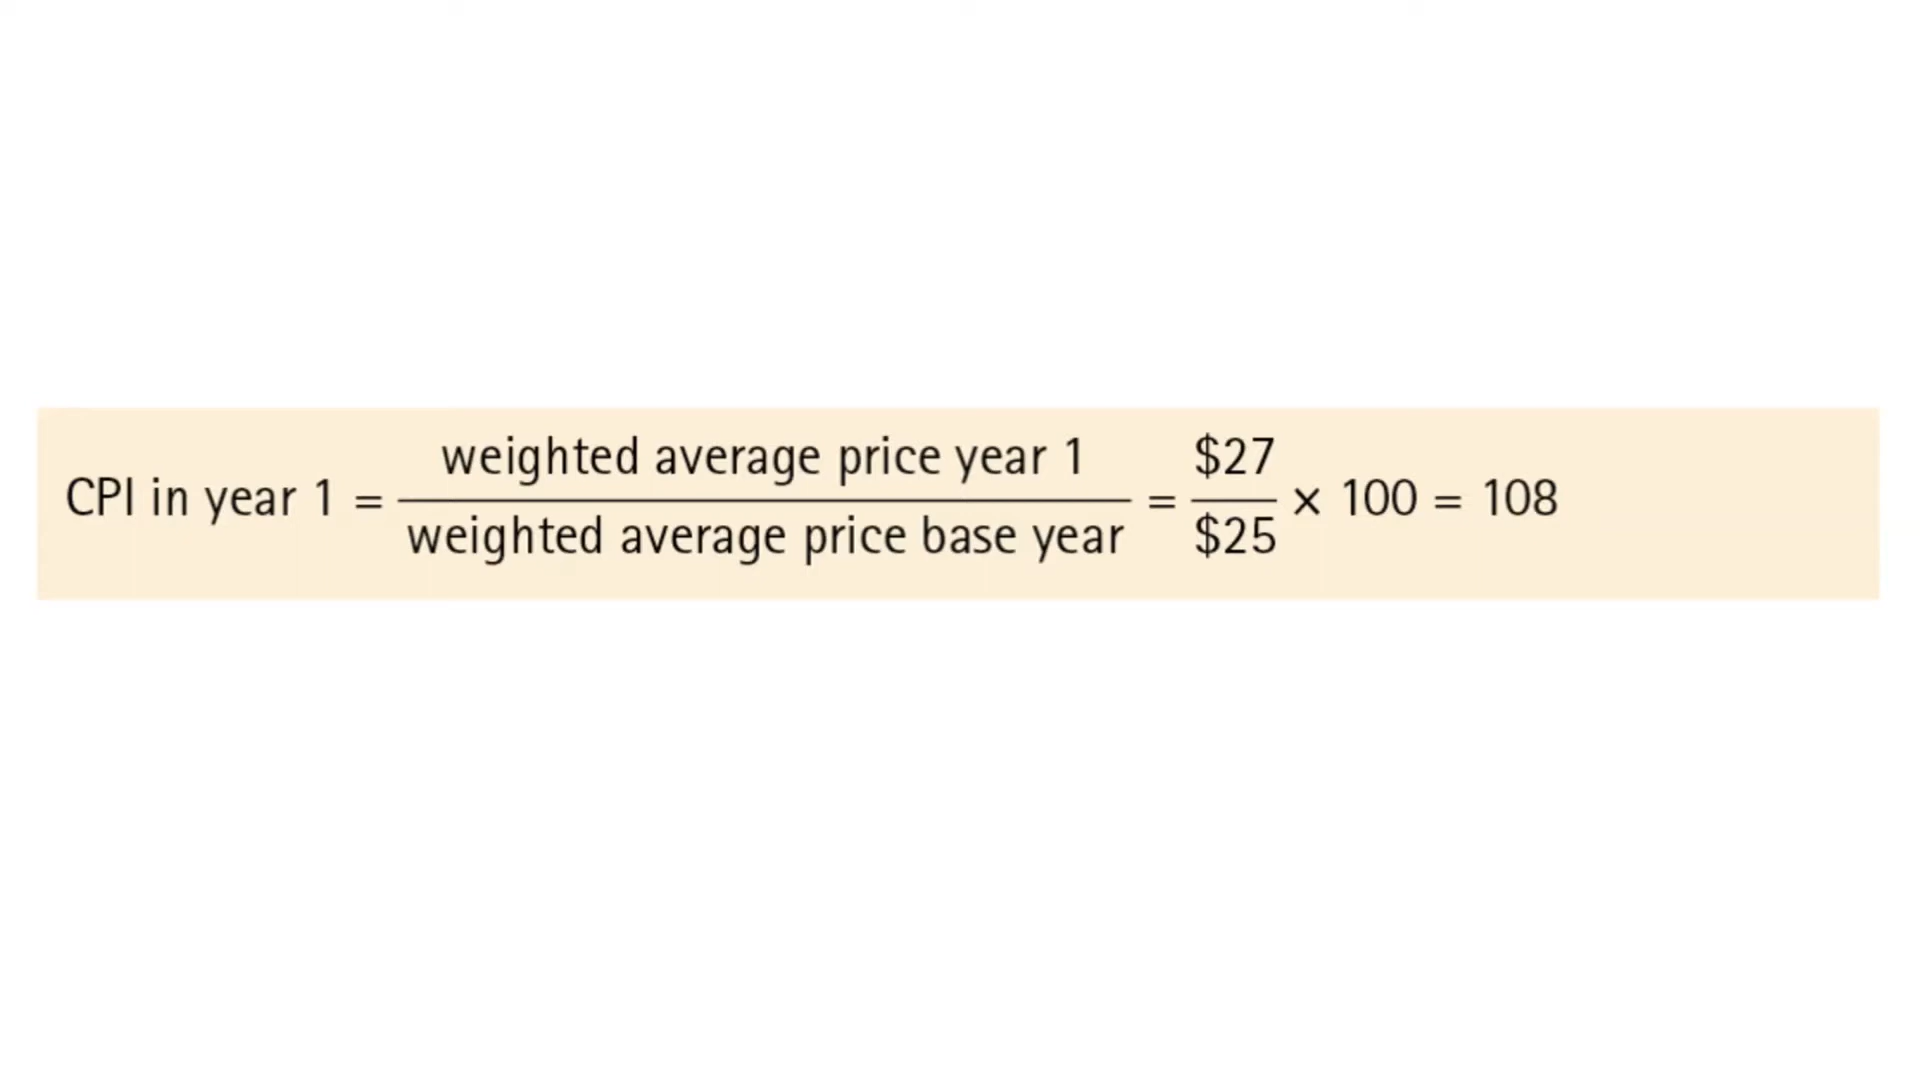 CPI in year 1 = weighted average price year 1 / weighted average price base year = $27 / $25 × 100 = 108